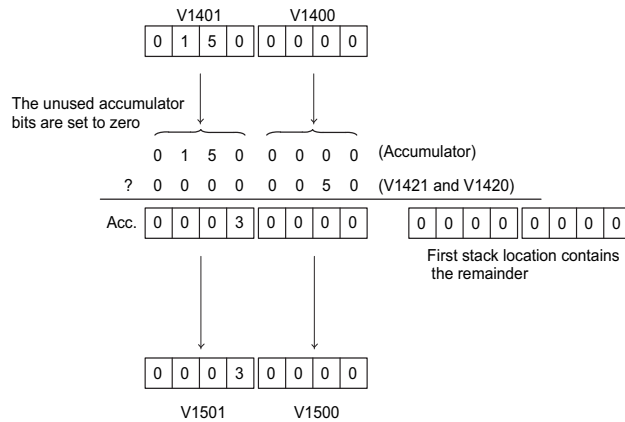 V1401 V1400
0 1 5 0 0 0 0 0
The unused accumulator
bits are set to zero
0 1 5 0 0 0 0 0 (Accumulator)
? 0 0 0 0 0 0 5 0 (V1421 and V1420)
Acc. 0 0 0 3 0 0 0 0 0 0 0 0 0 0 0 0
First stack location contains
the remainder
0 0 0 3 0 0 0 0
V1501 V1500